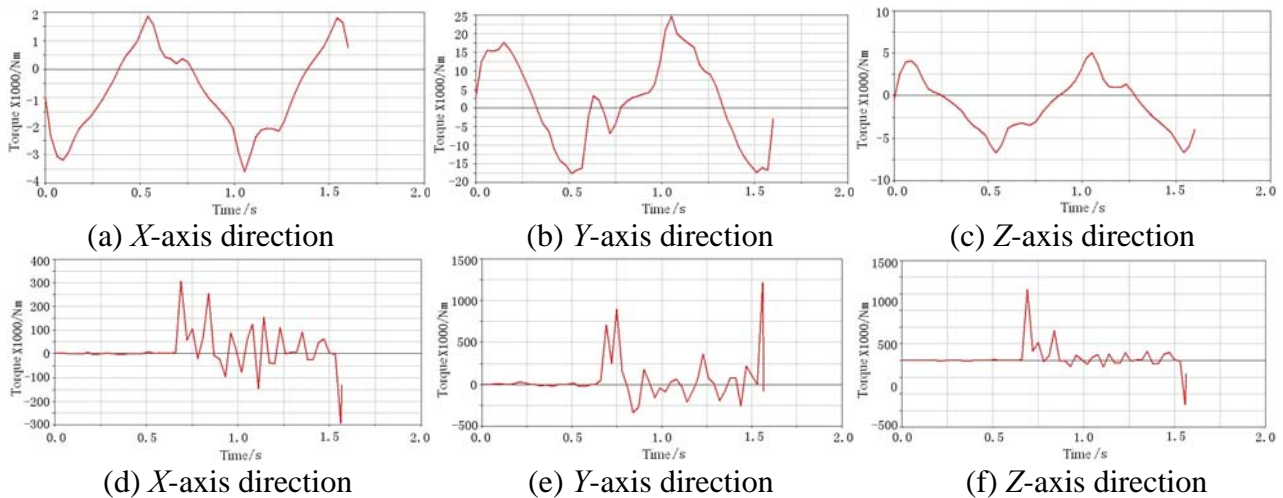 Torque X1000/Nm
2
1
0
-1
-2
-3
-4
0.0 0.5 1.0 1.5 2.0
Time/s
(a) X-axis direction
Torque X1000/Nm
25
20
15
10
5
0
-5
-10
-15
-20
0.0 0.5 1.0 1.5 2.0
Time/s
(b) Y-axis direction
Torque X1000/Nm
10
5
0
-5
-10
0.0 0.5 1.0 1.5 2.0
Time/s
(c) Z-axis direction
Torque X1000/Nm
400
300
200
100
0
-100
-200
-300
0.0 0.5 1.0 1.5 2.0
Time/s
(d) X-axis direction
Torque X1000/Nm
1500
1000
500
0
-500
0.0 0.5 1.0 1.5 2.0
Time/s
(e) Y-axis direction
Torque X1000/Nm
1500
1000
500
0
-500
0.0 0.5 1.0 1.5 2.0
Time/s
(f) Z-axis direction